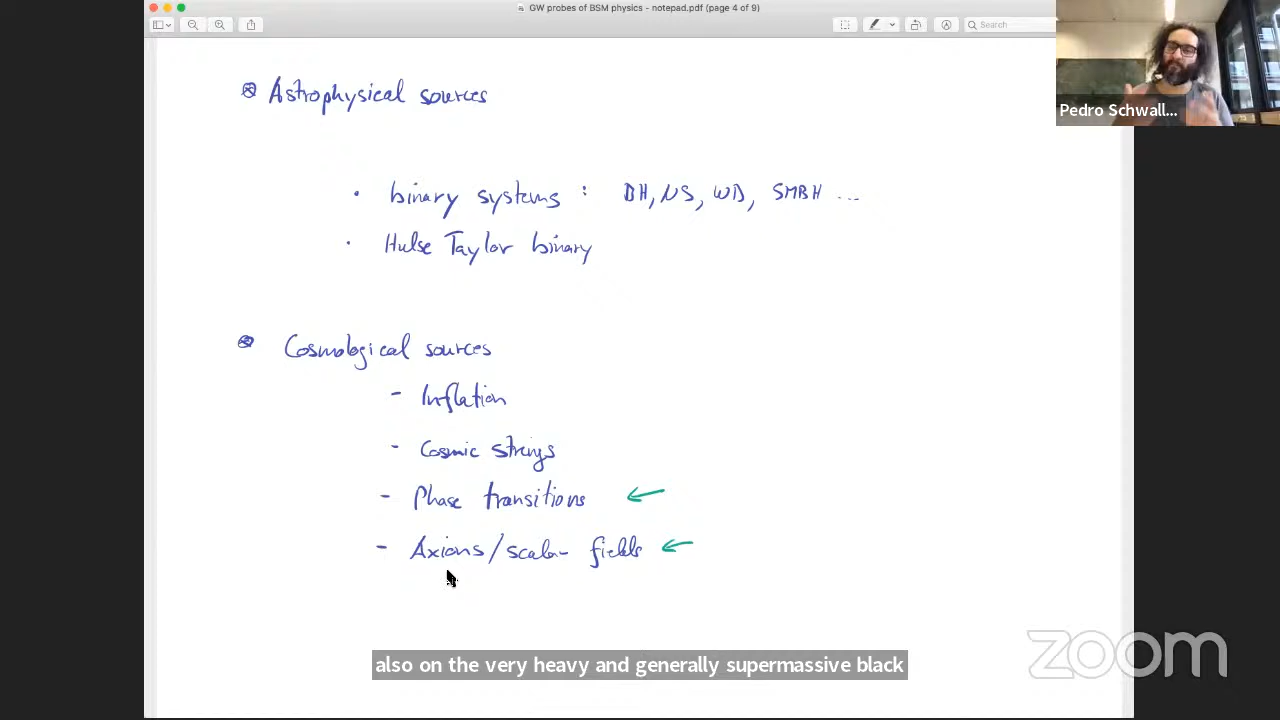 GW probes of BSM physics - notepad.pdf (page 4 of 9)
Search
Astrophysical sources
Pedro Schwall...
· binary systems : BH, NS, WD, SMBH ...
· Hulse Taylor binary
Cosmological sources
- Inflation
- Cosmic strings
- Phase transitions ←
- Axions/scalar fields ←
also on the very heavy and generally supermassive black
zoom